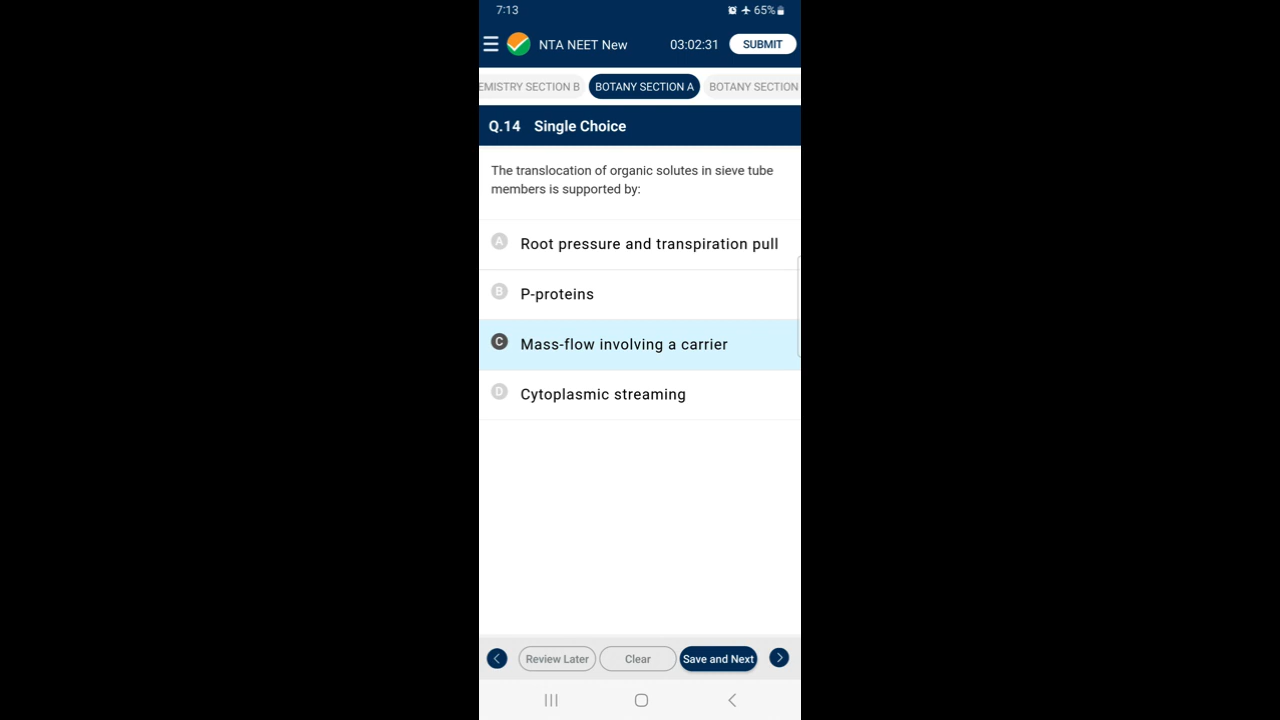 7:13 65%
NTA NEET New 03:02:31 SUBMIT
EMISTRY SECTION B BOTANY SECTION A BOTANY SECTION
Q.14 Single Choice
The translocation of organic solutes in sieve tube
members is supported by:
A Root pressure and transpiration pull
B P-proteins
C Mass-flow involving a carrier
D Cytoplasmic streaming
Review Later Clear Save and Next